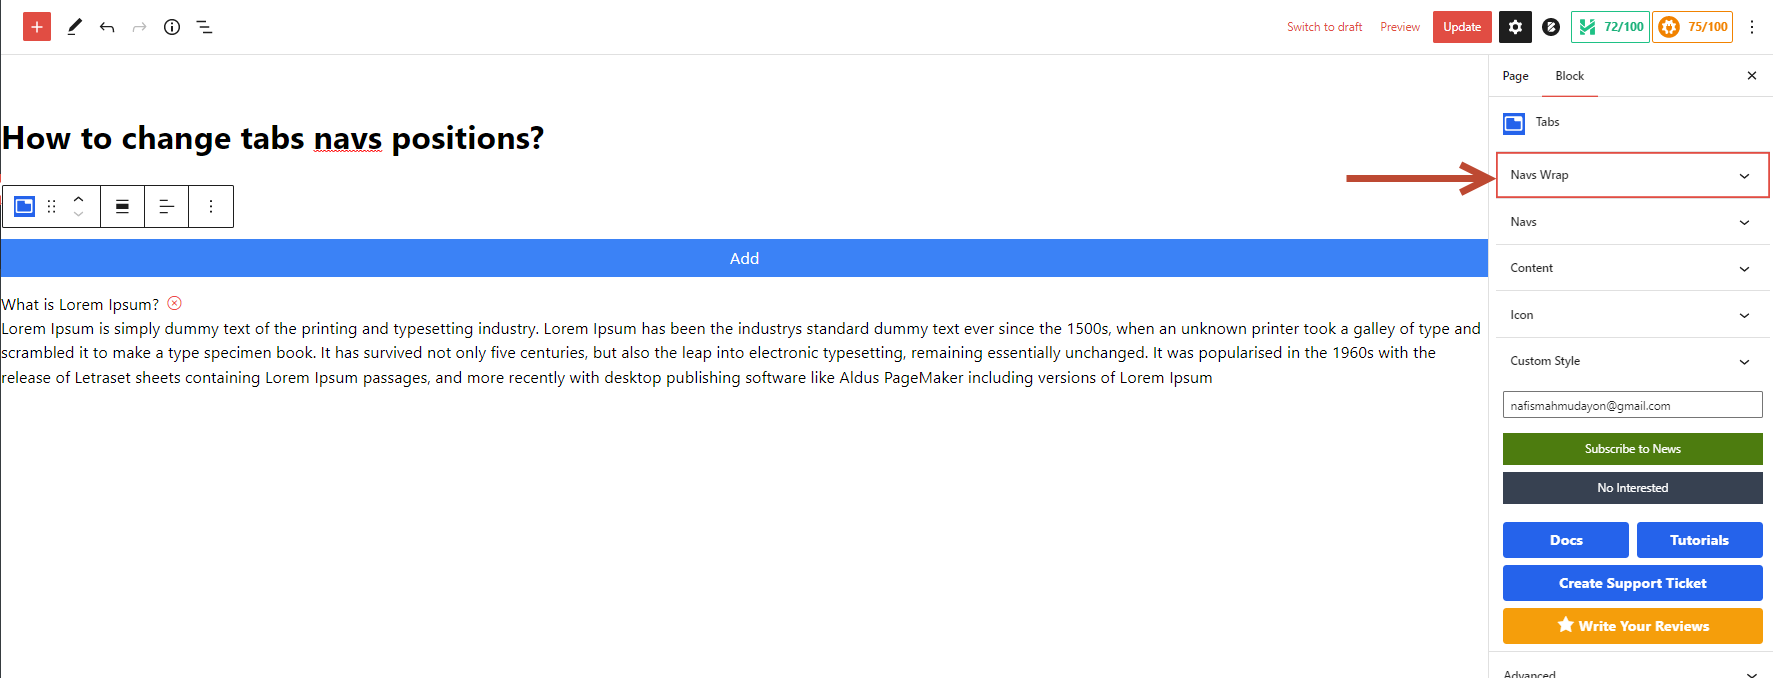 Switch to draft Preview Update 72/100 75/100
Page Block
Tabs
How to change tabs navs positions?
Navs Wrap
Navs
Add
Content
What is Lorem Ipsum?
Lorem Ipsum is simply dummy text of the printing and typesetting industry. Lorem Ipsum has been the industrys standard dummy text ever since the 1500s, when an unknown printer took a galley of type and
scrambled it to make a type specimen book. It has survived not only five centuries, but also the leap into electronic typesetting, remaining essentially unchanged. It was popularised in the 1960s with the
release of Letraset sheets containing Lorem Ipsum passages, and more recently with desktop publishing software like Aldus PageMaker including versions of Lorem Ipsum
Icon
Custom Style
nafismahmudayon@gmail.com
Subscribe to News
No Interested
Docs Tutorials
Create Support Ticket
Write Your Reviews
Advanced